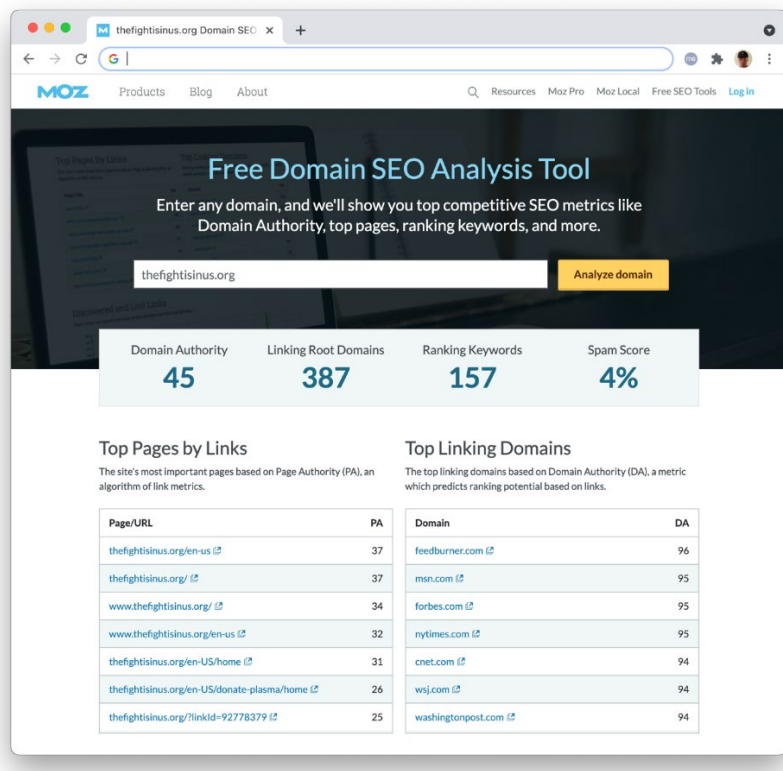 thefightisinus.org Domain SEO
G
MOZ Products Blog About Resources Moz Pro Moz Local Free SEO Tools Log in
Free Domain SEO Analysis Tool
Enter any domain, and we'll show you top competitive SEO metrics like
Domain Authority, top pages, ranking keywords, and more.
thefightisinus.org Analyze domain
Domain Authority Linking Root Domains Ranking Keywords Spam Score
45 387 157 4%
Top Pages by Links
The site's most important pages based on Page Authority (PA), an
algorithm of link metrics.
Page/URL PA
thefightisinus.org/en-us 37
thefightisinus.org/ 37
www.thefightisinus.org/ 34
www.thefightisinus.org/en-us 32
thefightisinus.org/en-US/home 31
thefightisinus.org/en-US/donate-plasma/home 26
thefightisinus.org/?linkId=92778379 25
Top Linking Domains
The top linking domains based on Domain Authority (DA), a metric
which predicts ranking potential based on links.
Domain DA
feedburner.com 96
msn.com 95
forbes.com 95
nytimes.com 95
cnet.com 94
wsj.com 94
washingtonpost.com 94